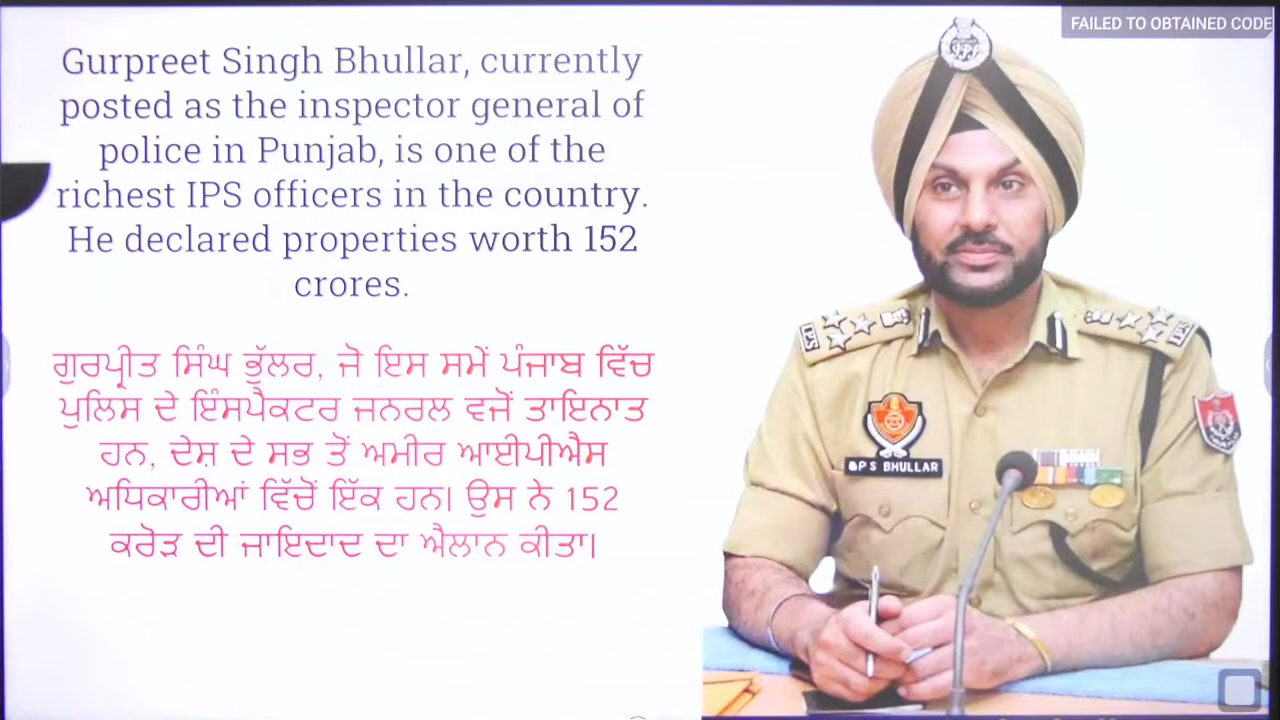 FAILED TO OBTAINED CODE
Gurpreet Singh Bhullar, currently
posted as the inspector general of
police in Punjab, is one of the
richest IPS officers in the country.
He declared properties worth 152
crores.
ਗੁਰਪ੍ਰੀਤ ਸਿੰਘ ਭੁੱਲਰ, ਜੋ ਇਸ ਸਮੇਂ ਪੰਜਾਬ ਵਿੱਚ
ਪੁਲਿਸ ਦੇ ਇੰਸਪੈਕਟਰ ਜਨਰਲ ਵਜੋਂ ਤਾਇਨਾਤ
ਹਨ, ਦੇਸ਼ ਦੇ ਸਭ ਤੋਂ ਅਮੀਰ ਆਈਪੀਐਸ
ਅਧਿਕਾਰੀਆਂ ਵਿੱਚੋਂ ਇੱਕ ਹਨ। ਉਸ ਨੇ 152
ਕਰੋੜ ਦੀ ਜਾਇਦਾਦ ਦਾ ਐਲਾਨ ਕੀਤਾ।
IPS
IPS
G P S BHULLAR